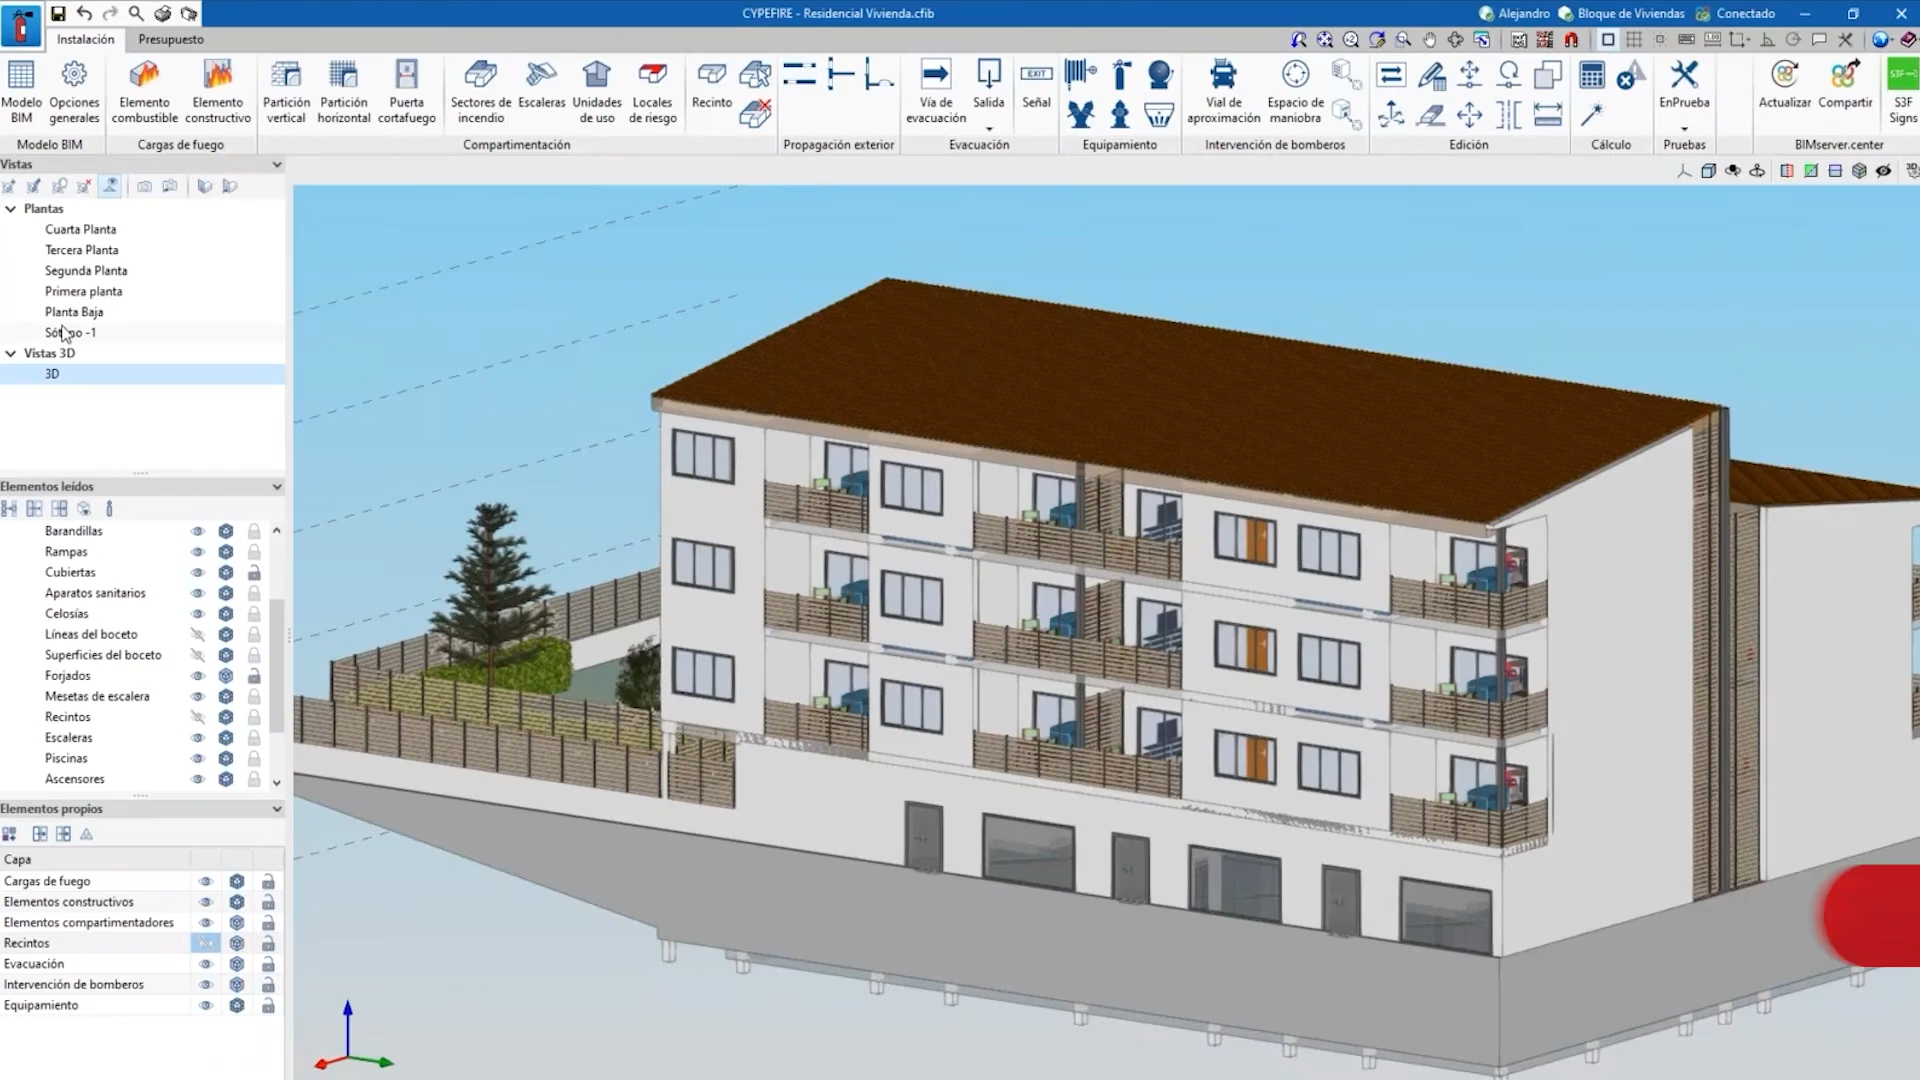 CYPEFIRE - Residencial Vivienda.cfib
Alejandro
Bloque de Viviendas
Conectado
Instalación
Presupuesto
Modelo BIM
Opciones generales
Elemento combustible
Elemento constructivo
Partición vertical
Partición horizontal
Puerta cortafuego
Sectores de incendio
Escaleras
Unidades de uso
Locales de riesgo
Recinto
Vía de evacuación
Salida
EXIT
Señal
Vial de aproximación
Espacio de maniobra
EnPrueba
Actualizar
Compartir
S3F Signs
Modelo BIM
Cargas de fuego
Compartimentación
Propagación exterior
Evacuación
Equipamiento
Intervención de bomberos
Edición
Cálculo
Pruebas
BIMserver.center
Vistas
Plantas
Cuarta Planta
Tercera Planta
Segunda Planta
Primera planta
Planta Baja
-1
Vistas 3D
3D
Elementos leídos
Barandillas
Rampas
Cubiertas
Aparatos sanitarios
Celosías
Líneas del boceto
Superficies del boceto
Forjados
Mesetas de escalera
Recintos
Escaleras
Piscinas
Ascensores
Elementos propios
Capa
Cargas de fuego
Elementos constructivos
Elementos compartimentadores
Recintos
Evacuación
Intervención de bomberos
Equipamiento